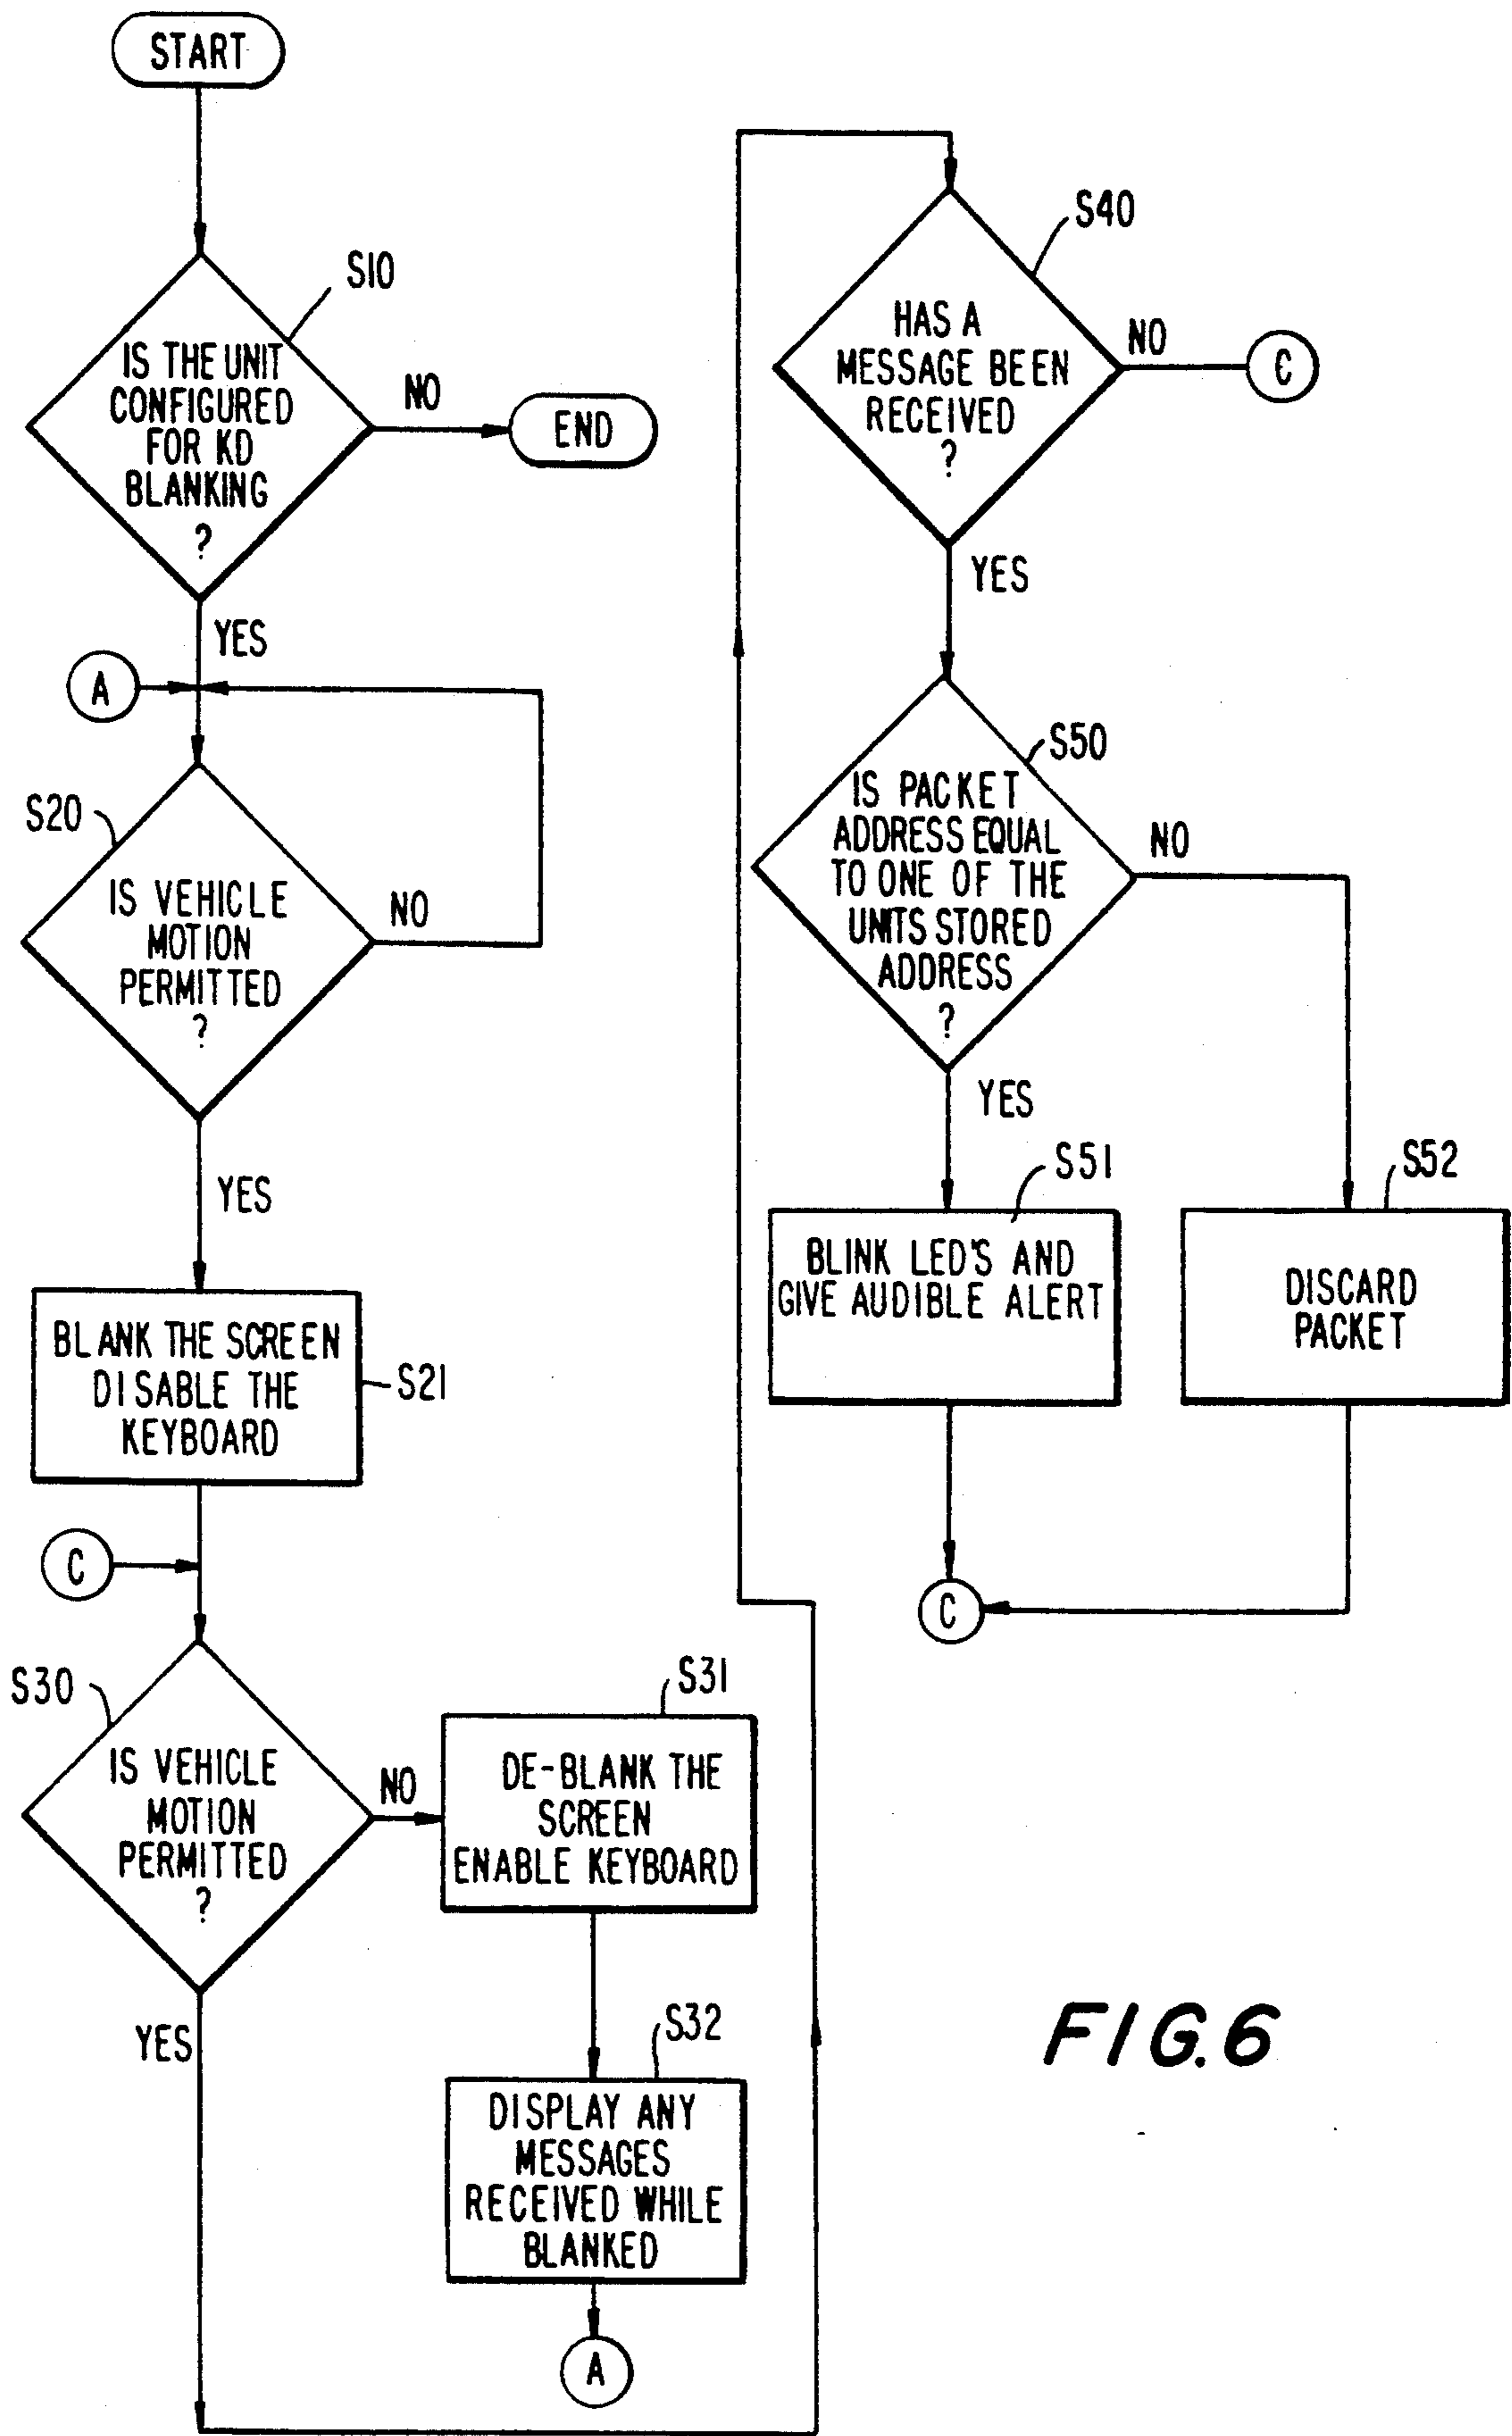 START
S10
IS THE UNIT
CONFIGURED
FOR KD
BLANKING
?
NO
END
YES
A
S20
IS VEHICLE
MOTION
PERMITTED
?
NO
YES
BLANK THE SCREEN
DISABLE THE
KEYBOARD
S21
C
S30
IS VEHICLE
MOTION
PERMITTED
?
NO
YES
S31
DE-BLANK THE
SCREEN
ENABLE KEYBOARD
S32
DISPLAY ANY
MESSAGES
RECEIVED WHILE
BLANKED
A
S40
HAS A
MESSAGE BEEN
RECEIVED
?
NO
C
YES
S50
IS PACKET
ADDRESS EQUAL
TO ONE OF THE
UNITS STORED
ADDRESS
?
NO
YES
S51
BLINK LED'S AND
GIVE AUDIBLE ALERT
S52
DISCARD
PACKET
C
FIG.6